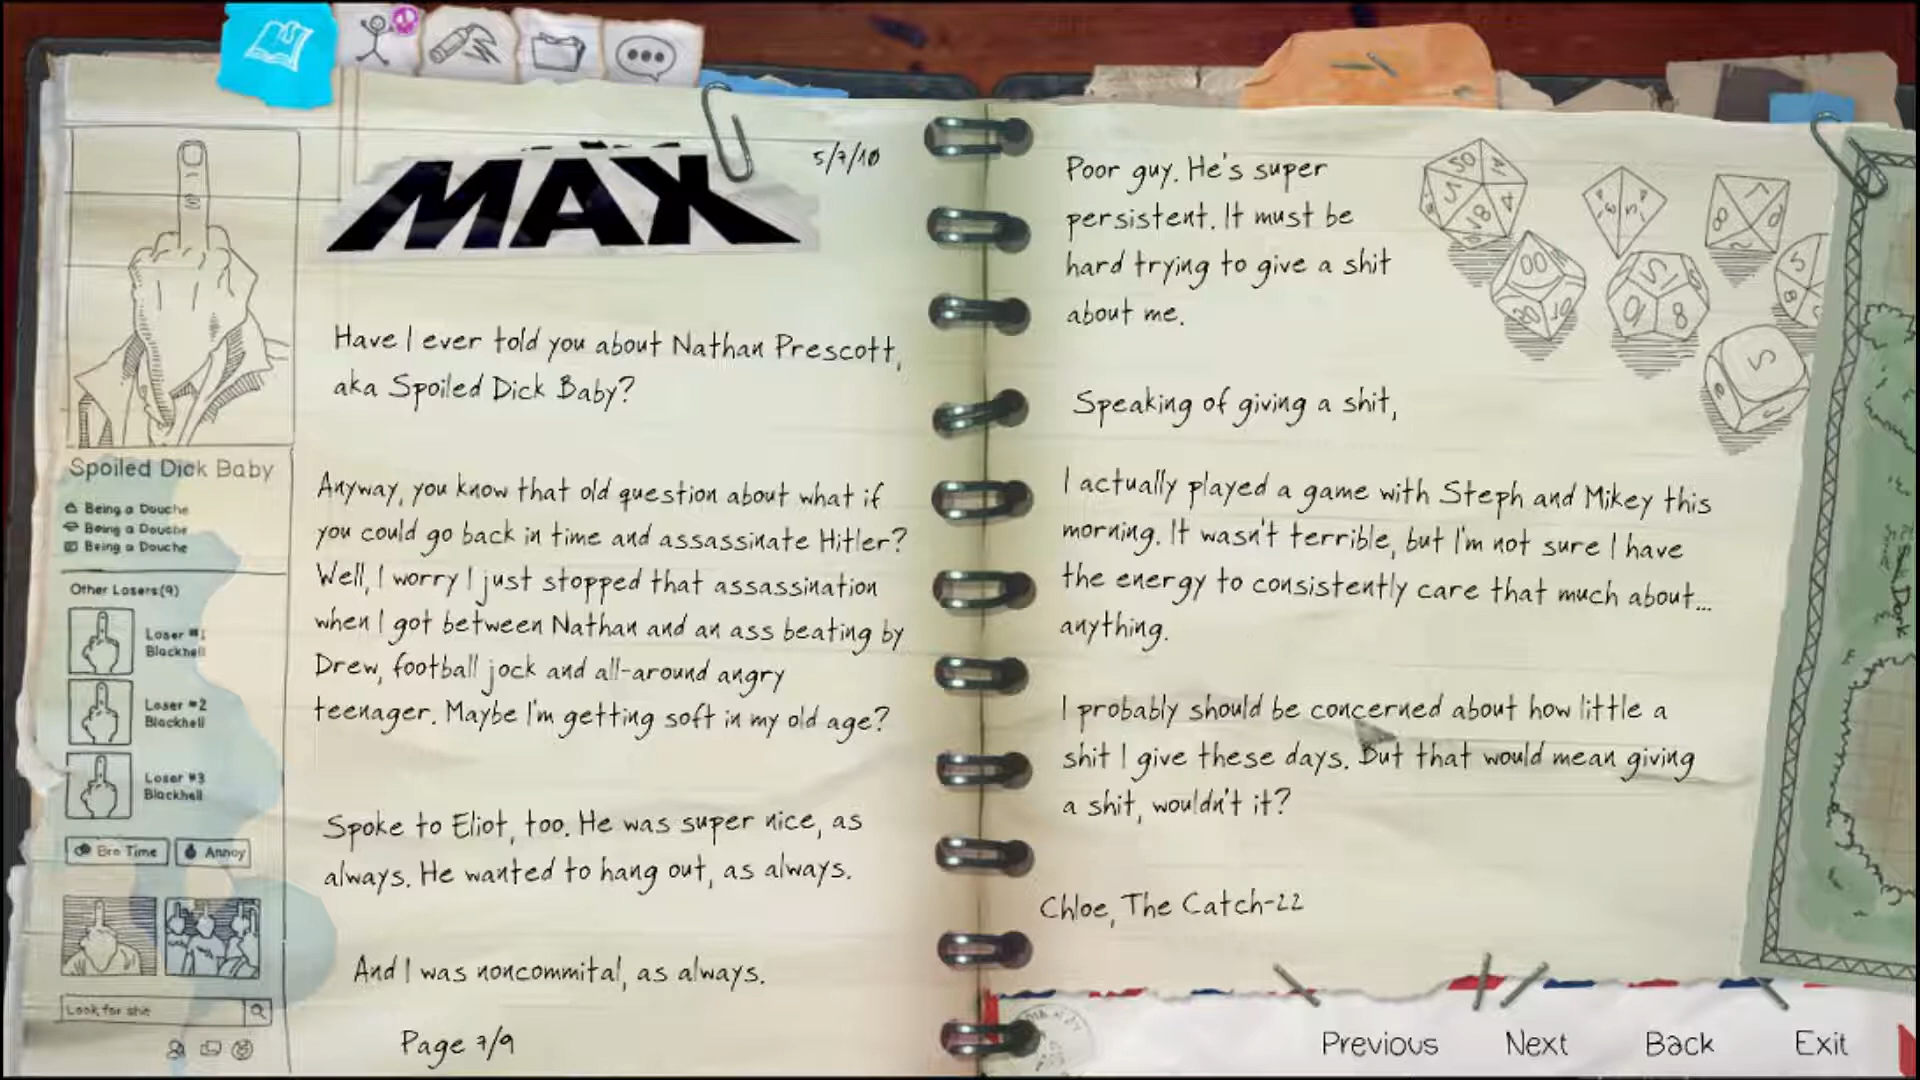 MAX
5/7/10
Have I ever told you about Nathan Prescott,
aka Spoiled Dick Baby?
Anyway, you know that old question about what if
you could go back in time and assassinate Hitler?
Well, I worry I just stopped that assassination
when I got between Nathan and an ass beating by
Drew, football jock and all-around angry
teenager. Maybe I'm getting soft in my old age?
Spoke to Eliot, too. He was super nice, as
always. He wanted to hang out, as always.
And I was noncommital, as always.
Page 7/9
Spoiled Dick Baby
Being a Douche
Being a Douche
Being a Douche
Other Losers(9)
Loser #1
Blackhell
Loser #2
Blackhell
Loser #3
Blackhell
Bro Time
Annoy
Look for
Poor guy. He's super
persistent. It must be
hard trying to give a shit
about me.
Speaking of giving a shit,
I actually played a game with Steph and Mikey this
morning. It wasn't terrible, but I'm not sure I have
the energy to consistently care that much about...
anything.
I probably should be concerned about how little a
shit I give these days. But that would mean giving
a shit, wouldn't it?
Chloe, The Catch-22
Previous
Next
Back
Exit